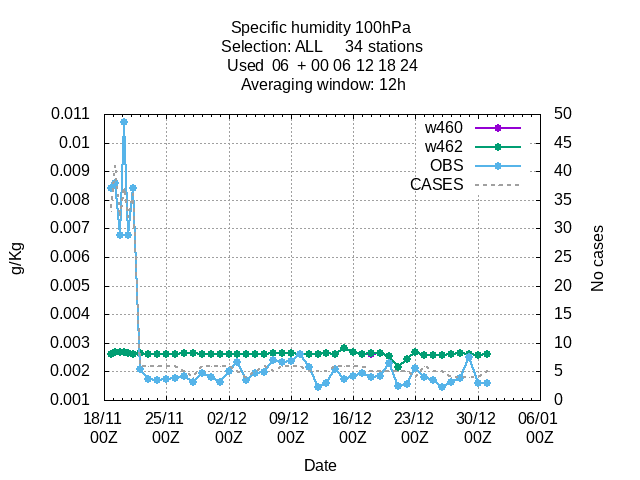 Specific humidity 100hPa
Selection: ALL     34 stations
Used  06  + 00 06 12 18 24
Averaging window: 12h
0.011
0.01
0.009
0.008
0.007
0.006
0.005
0.004
0.003
0.002
0.001
g/Kg
w460
w462
OBS
CASES
50
45
40
35
30
25
20
15
10
5
0
No cases
18/11 25/11 02/12 09/12 16/12 23/12 30/12 06/01
00Z 00Z 00Z 00Z 00Z 00Z 00Z 00Z
Date